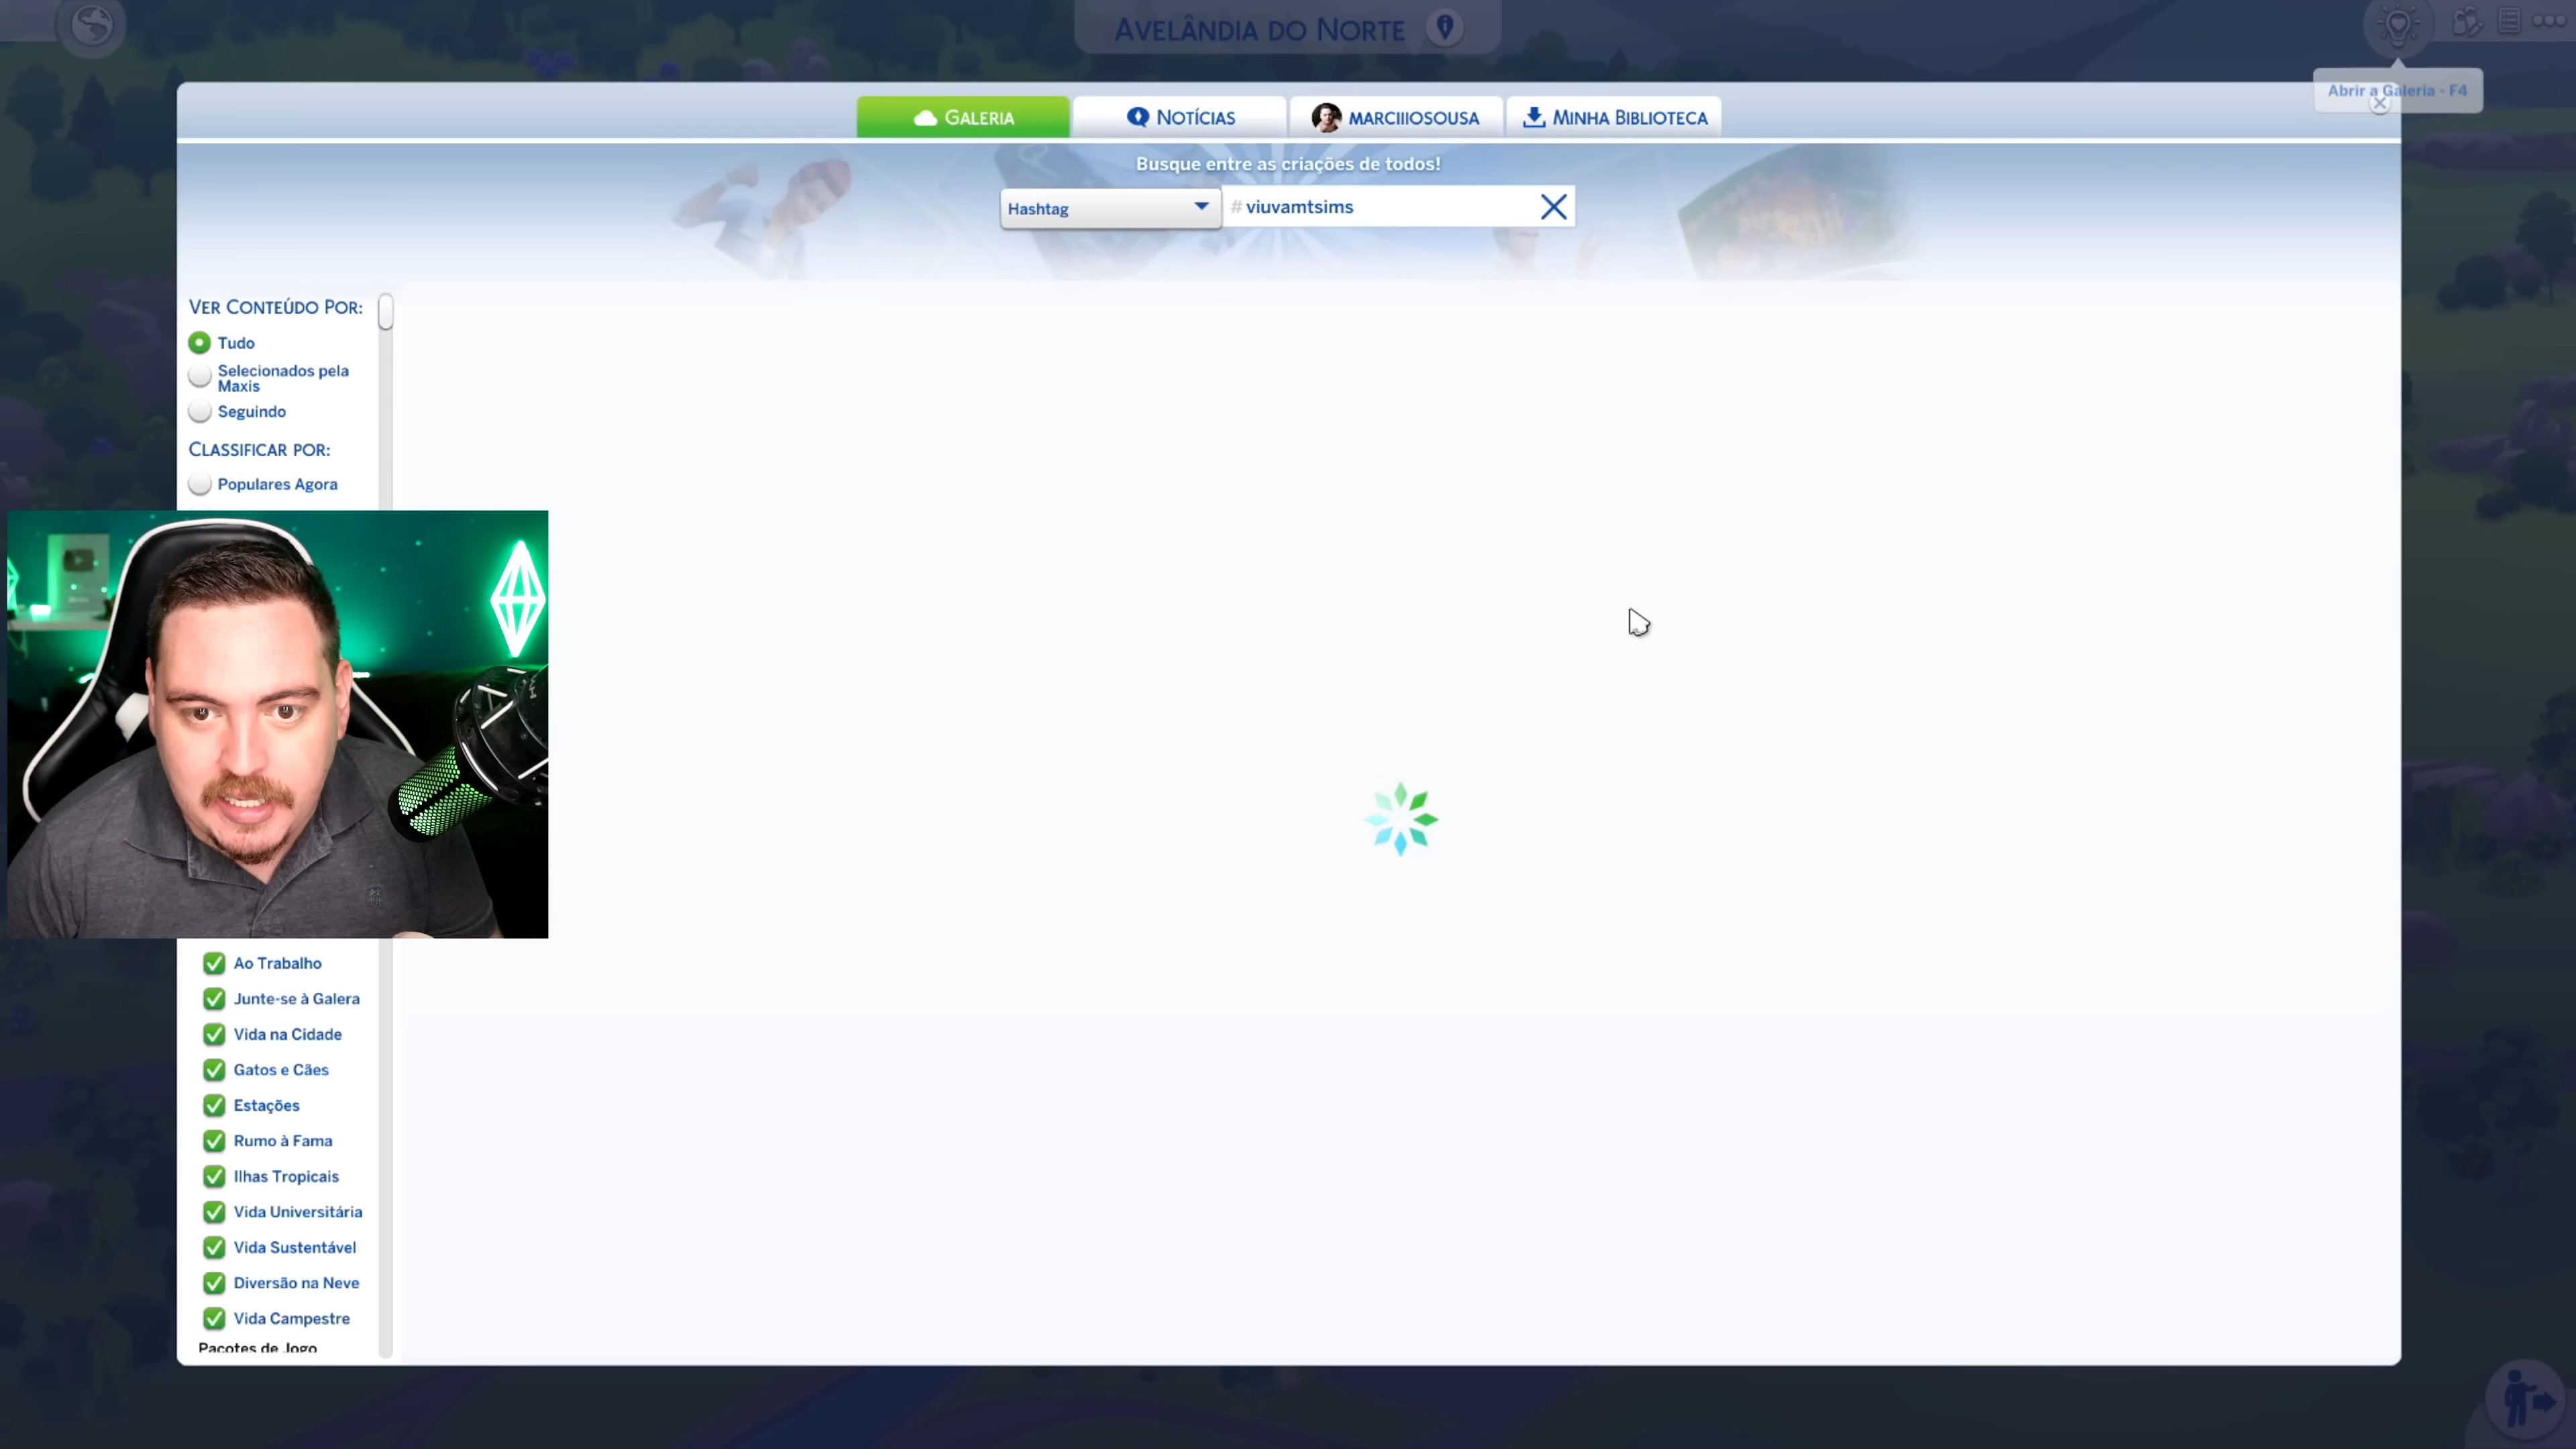 AVELÂNDIA DO NORTE
Abrir a Galeria - F4
GALERIA
NOTÍCIAS
MARCIIIOSOUSA
MINHA BIBLIOTECA
Busque entre as criações de todos!
Hashtag
# viuvamtsims
VER CONTEÚDO POR:
Tudo
Selecionados pela
Maxis
Seguindo
CLASSIFICAR POR:
Populares Agora
Ao Trabalho
Junte-se à Galera
Vida na Cidade
Gatos e Cães
Estações
Rumo à Fama
Ilhas Tropicais
Vida Universitária
Vida Sustentável
Diversão na Neve
Vida Campestre
Pacotes de Jogo